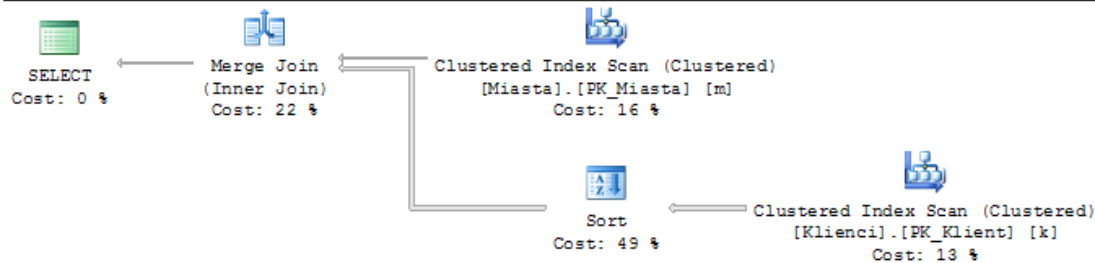 SELECT
Cost: 0 %
Merge Join
(Inner Join)
Cost: 22 %
Clustered Index Scan (Clustered)
[Miasta].[PK_Miasta] [m]
Cost: 16 %
Sort
Cost: 49 %
Clustered Index Scan (Clustered)
[Klienci].[PK_Klient] [k]
Cost: 13 %